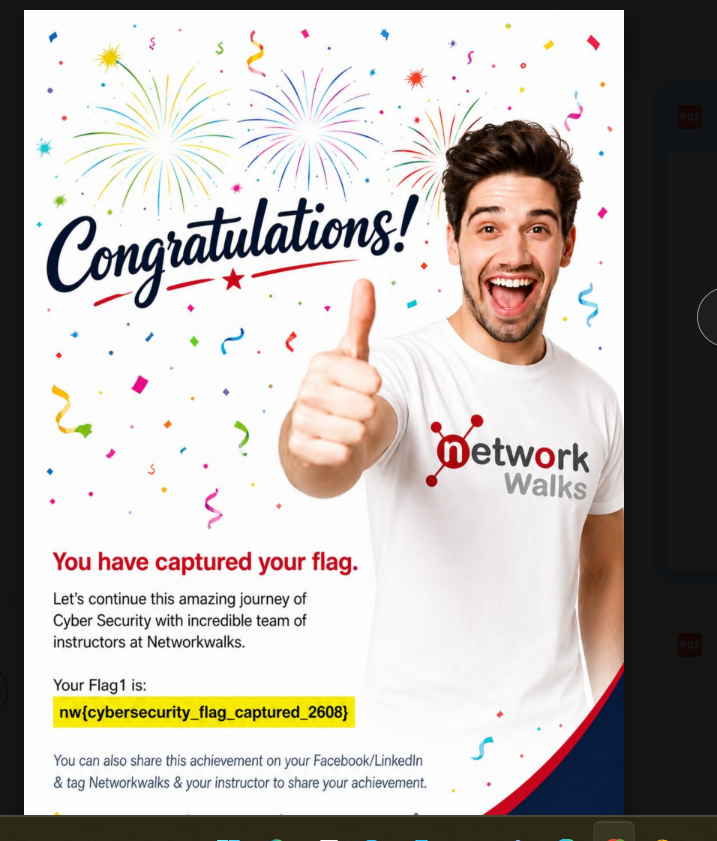 Congratulations!
network
Walks
You have captured your flag.
Let's continue this amazing journey of
Cyber Security with incredible team of
instructors at Networkwalks.
Your Flag1 is:
nw{cybersecurity_flag_captured_2608}
You can also share this achievement on your Facebook/LinkedIn
& tag Networkwalks & your instructor to share your achievement.
PDF
PDF